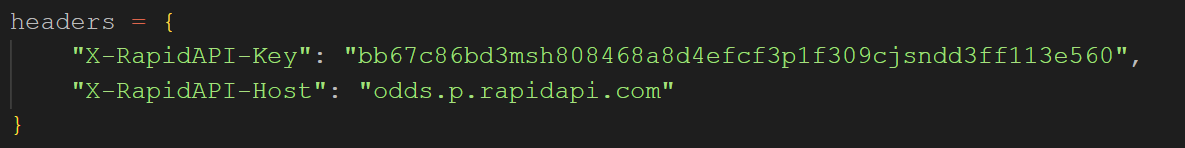 headers = {
    "X-RapidAPI-Key": "bb67c86bd3msh808468a8d4efcf3p1f309cjsndd3ff113e560",
    "X-RapidAPI-Host": "odds.p.rapidapi.com"
}